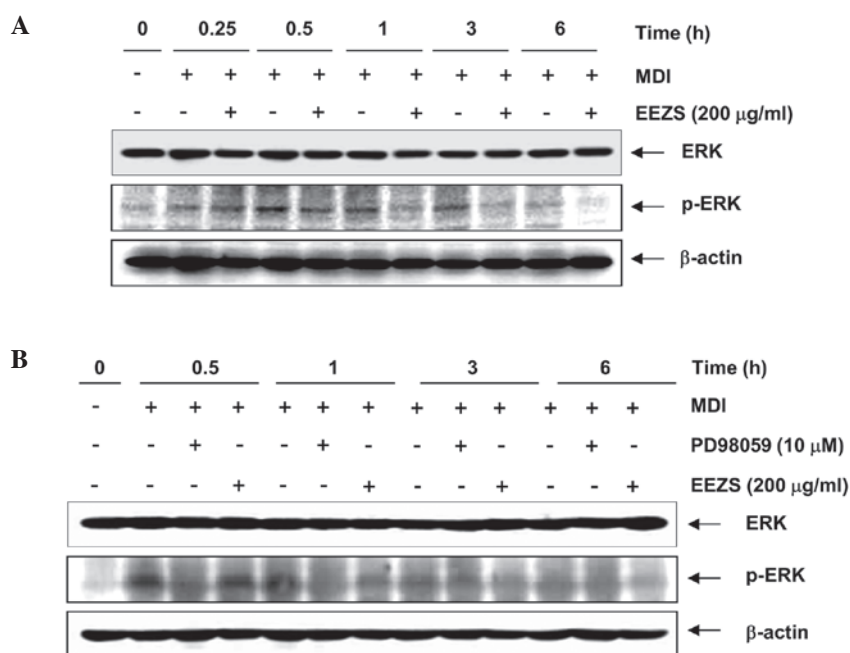 A
0 0.25 0.5 1 3 6 Time (h)
- + + + + + + + + + + MDI
- - + - + - + - + - + EEZS (200 μg/ml)
ERK
p-ERK
β-actin
B
0 0.5 1 3 6 Time (h)
- + + + + + + + + + + + + MDI
- - + - - + - - + - - + - PD98059 (10 μM)
- - - + - - + - - + - - + EEZS (200 μg/ml)
ERK
p-ERK
β-actin